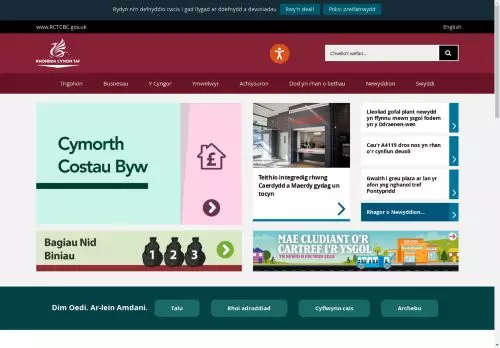 Rydyn ni'n defnyddio cwcis i gad llygad ar ddefnydd a dewisiadau
Rwy'n deall!
Polis: preifatrwydd
www.RCTCBC.gov.uk
English
RHONDDA CYNON TAF
Chwilio'r wefan...
Trigolion
Busnesau
Y Cyngor
Ymwelwyr
Achlysuron
Dod yn rhan o bethau
Newyddion
Swyddi
Cymorth
Costau Byw
Teithio integredig rhwng
Caerdydd a Maerdy gydag un
tocyn
Lleoliad gofal plant newydd
yn ffynnu mewn ysgol fodern
yn y Ddraenen-wen
Cau'r A4119 dros nos yn rhan
o'r cynllun deuoli
Gwaith i greu plaza ar lan yr
afon yng nghanol tref
Pontypridd
Rhagor o Newyddion...
Bagiau Nid
Biniau
1 2 3
MAE CLUDIANT O'R
CARTREF I'R YSGOL
Dim Oedi. Ar-lein Amdani.
Talu
Rhoi adroddiad
Cyflwyno cais
Archebu